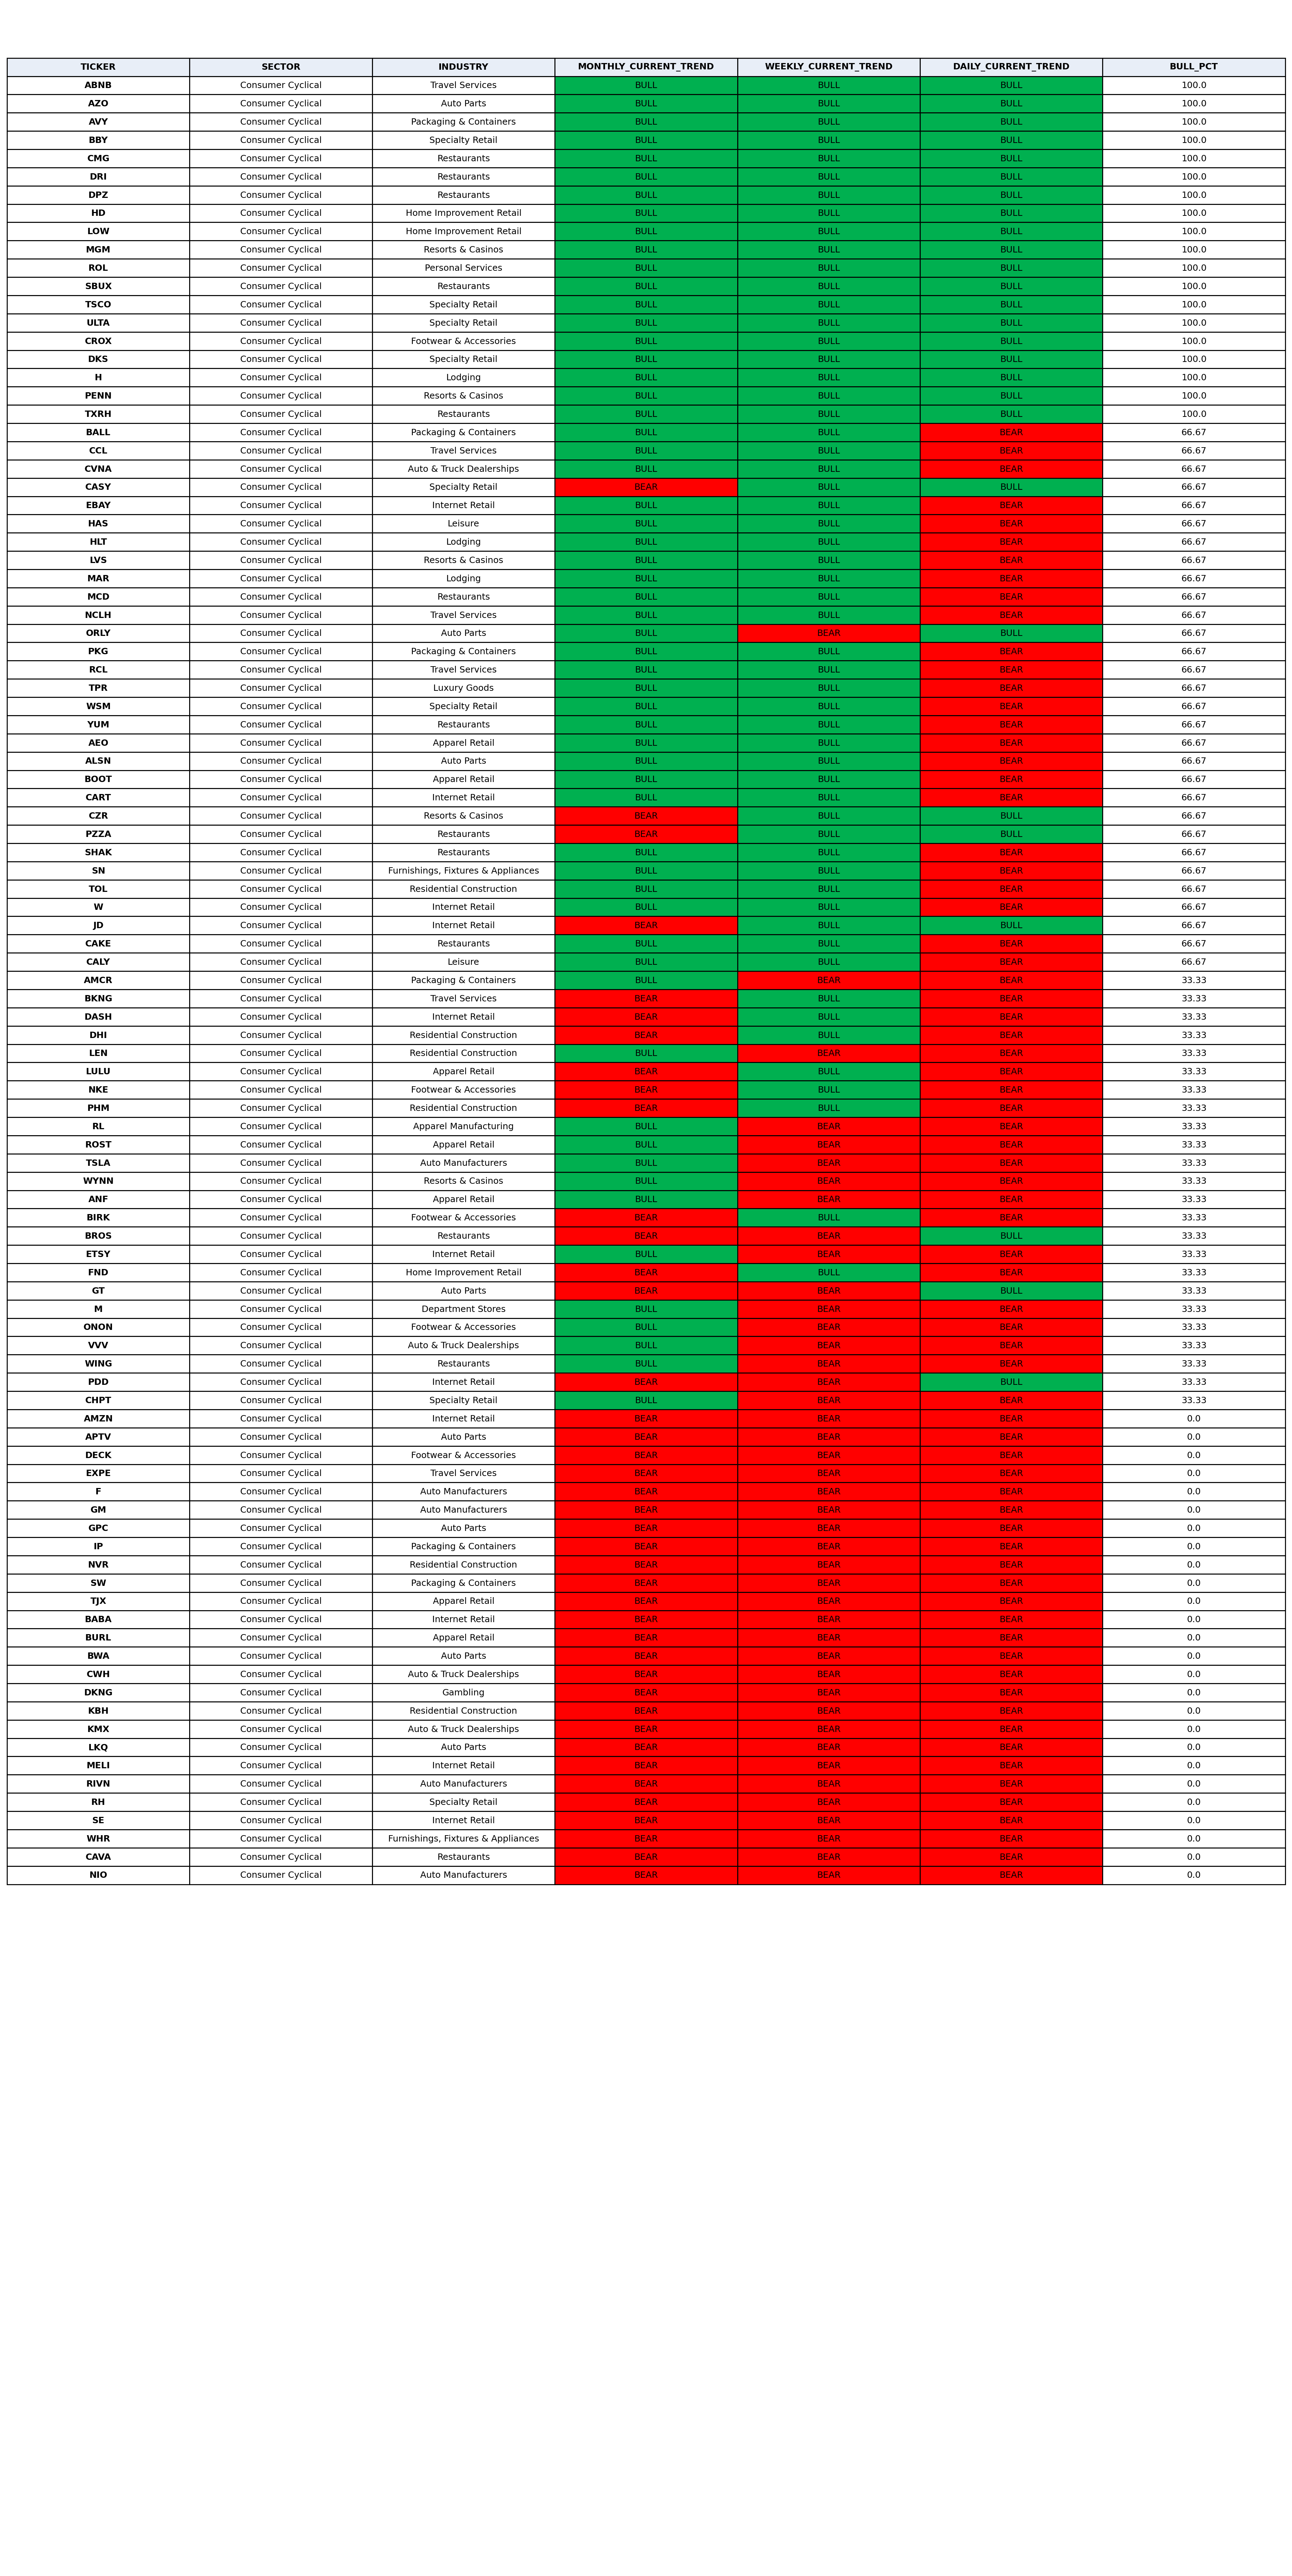 TICKER SECTOR INDUSTRY MONTHLY_CURRENT_TREND WEEKLY_CURRENT_TREND DAILY_CURRENT_TREND BULL_PCT
ABNB Consumer Cyclical Travel Services BULL BULL BULL 100.0
AZO Consumer Cyclical Auto Parts BULL BULL BULL 100.0
AVY Consumer Cyclical Packaging & Containers BULL BULL BULL 100.0
BBY Consumer Cyclical Specialty Retail BULL BULL BULL 100.0
CMG Consumer Cyclical Restaurants BULL BULL BULL 100.0
DRI Consumer Cyclical Restaurants BULL BULL BULL 100.0
DPZ Consumer Cyclical Restaurants BULL BULL BULL 100.0
HD Consumer Cyclical Home Improvement Retail BULL BULL BULL 100.0
LOW Consumer Cyclical Home Improvement Retail BULL BULL BULL 100.0
MGM Consumer Cyclical Resorts & Casinos BULL BULL BULL 100.0
ROL Consumer Cyclical Personal Services BULL BULL BULL 100.0
SBUX Consumer Cyclical Restaurants BULL BULL BULL 100.0
TSCO Consumer Cyclical Specialty Retail BULL BULL BULL 100.0
ULTA Consumer Cyclical Specialty Retail BULL BULL BULL 100.0
CROX Consumer Cyclical Footwear & Accessories BULL BULL BULL 100.0
DKS Consumer Cyclical Specialty Retail BULL BULL BULL 100.0
H Consumer Cyclical Lodging BULL BULL BULL 100.0
PENN Consumer Cyclical Resorts & Casinos BULL BULL BULL 100.0
TXRH Consumer Cyclical Restaurants BULL BULL BULL 100.0
BALL Consumer Cyclical Packaging & Containers BULL BULL BEAR 66.67
CCL Consumer Cyclical Travel Services BULL BULL BEAR 66.67
CVNA Consumer Cyclical Auto & Truck Dealerships BULL BULL BEAR 66.67
CASY Consumer Cyclical Specialty Retail BEAR BULL BULL 66.67
EBAY Consumer Cyclical Internet Retail BULL BULL BEAR 66.67
HAS Consumer Cyclical Leisure BULL BULL BEAR 66.67
HLT Consumer Cyclical Lodging BULL BULL BEAR 66.67
LVS Consumer Cyclical Resorts & Casinos BULL BULL BEAR 66.67
MAR Consumer Cyclical Lodging BULL BULL BEAR 66.67
MCD Consumer Cyclical Restaurants BULL BULL BEAR 66.67
NCLH Consumer Cyclical Travel Services BULL BULL BEAR 66.67
ORLY Consumer Cyclical Auto Parts BULL BEAR BULL 66.67
PKG Consumer Cyclical Packaging & Containers BULL BULL BEAR 66.67
RCL Consumer Cyclical Travel Services BULL BULL BEAR 66.67
TPR Consumer Cyclical Luxury Goods BULL BULL BEAR 66.67
WSM Consumer Cyclical Specialty Retail BULL BULL BEAR 66.67
YUM Consumer Cyclical Restaurants BULL BULL BEAR 66.67
AEO Consumer Cyclical Apparel Retail BULL BULL BEAR 66.67
ALSN Consumer Cyclical Auto Parts BULL BULL BEAR 66.67
BOOT Consumer Cyclical Apparel Retail BULL BULL BEAR 66.67
CART Consumer Cyclical Internet Retail BULL BULL BEAR 66.67
CZR Consumer Cyclical Resorts & Casinos BEAR BULL BULL 66.67
PZZA Consumer Cyclical Restaurants BEAR BULL BULL 66.67
SHAK Consumer Cyclical Restaurants BULL BULL BEAR 66.67
SN Consumer Cyclical Furnishings, Fixtures & Appliances BULL BULL BEAR 66.67
TOL Consumer Cyclical Residential Construction BULL BULL BEAR 66.67
W Consumer Cyclical Internet Retail BULL BULL BEAR 66.67
JD Consumer Cyclical Internet Retail BEAR BULL BULL 66.67
CAKE Consumer Cyclical Restaurants BULL BULL BEAR 66.67
CALY Consumer Cyclical Leisure BULL BULL BEAR 66.67
AMCR Consumer Cyclical Packaging & Containers BULL BEAR BEAR 33.33
BKNG Consumer Cyclical Travel Services BEAR BULL BEAR 33.33
DASH Consumer Cyclical Internet Retail BEAR BULL BEAR 33.33
DHI Consumer Cyclical Residential Construction BEAR BULL BEAR 33.33
LEN Consumer Cyclical Residential Construction BULL BEAR BEAR 33.33
LULU Consumer Cyclical Apparel Retail BEAR BULL BEAR 33.33
NKE Consumer Cyclical Footwear & Accessories BEAR BULL BEAR 33.33
PHM Consumer Cyclical Residential Construction BEAR BULL BEAR 33.33
RL Consumer Cyclical Apparel Manufacturing BULL BEAR BEAR 33.33
ROST Consumer Cyclical Apparel Retail BULL BEAR BEAR 33.33
TSLA Consumer Cyclical Auto Manufacturers BULL BEAR BEAR 33.33
WYNN Consumer Cyclical Resorts & Casinos BULL BEAR BEAR 33.33
ANF Consumer Cyclical Apparel Retail BULL BEAR BEAR 33.33
BIRK Consumer Cyclical Footwear & Accessories BEAR BULL BEAR 33.33
BROS Consumer Cyclical Restaurants BEAR BEAR BULL 33.33
ETSY Consumer Cyclical Internet Retail BULL BEAR BEAR 33.33
FND Consumer Cyclical Home Improvement Retail BEAR BULL BEAR 33.33
GT Consumer Cyclical Auto Parts BEAR BEAR BULL 33.33
M Consumer Cyclical Department Stores BULL BEAR BEAR 33.33
ONON Consumer Cyclical Footwear & Accessories BULL BEAR BEAR 33.33
VVV Consumer Cyclical Auto & Truck Dealerships BULL BEAR BEAR 33.33
WING Consumer Cyclical Restaurants BULL BEAR BEAR 33.33
PDD Consumer Cyclical Internet Retail BEAR BEAR BULL 33.33
CHPT Consumer Cyclical Specialty Retail BULL BEAR BEAR 33.33
AMZN Consumer Cyclical Internet Retail BEAR BEAR BEAR 0.0
APTV Consumer Cyclical Auto Parts BEAR BEAR BEAR 0.0
DECK Consumer Cyclical Footwear & Accessories BEAR BEAR BEAR 0.0
EXPE Consumer Cyclical Travel Services BEAR BEAR BEAR 0.0
F Consumer Cyclical Auto Manufacturers BEAR BEAR BEAR 0.0
GM Consumer Cyclical Auto Manufacturers BEAR BEAR BEAR 0.0
GPC Consumer Cyclical Auto Parts BEAR BEAR BEAR 0.0
IP Consumer Cyclical Packaging & Containers BEAR BEAR BEAR 0.0
NVR Consumer Cyclical Residential Construction BEAR BEAR BEAR 0.0
SW Consumer Cyclical Packaging & Containers BEAR BEAR BEAR 0.0
TJX Consumer Cyclical Apparel Retail BEAR BEAR BEAR 0.0
BABA Consumer Cyclical Internet Retail BEAR BEAR BEAR 0.0
BURL Consumer Cyclical Apparel Retail BEAR BEAR BEAR 0.0
BWA Consumer Cyclical Auto Parts BEAR BEAR BEAR 0.0
CWH Consumer Cyclical Auto & Truck Dealerships BEAR BEAR BEAR 0.0
DKNG Consumer Cyclical Gambling BEAR BEAR BEAR 0.0
KBH Consumer Cyclical Residential Construction BEAR BEAR BEAR 0.0
KMX Consumer Cyclical Auto & Truck Dealerships BEAR BEAR BEAR 0.0
LKQ Consumer Cyclical Auto Parts BEAR BEAR BEAR 0.0
MELI Consumer Cyclical Internet Retail BEAR BEAR BEAR 0.0
RIVN Consumer Cyclical Auto Manufacturers BEAR BEAR BEAR 0.0
RH Consumer Cyclical Specialty Retail BEAR BEAR BEAR 0.0
SE Consumer Cyclical Internet Retail BEAR BEAR BEAR 0.0
WHR Consumer Cyclical Furnishings, Fixtures & Appliances BEAR BEAR BEAR 0.0
CAVA Consumer Cyclical Restaurants BEAR BEAR BEAR 0.0
NIO Consumer Cyclical Auto Manufacturers BEAR BEAR BEAR 0.0